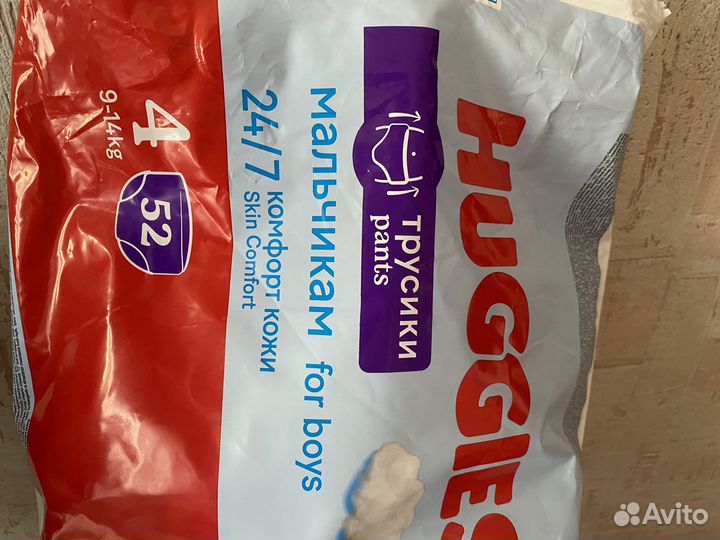 HUGGIES
трусики
pants
мальчикам for boys
24/7 комфорт кожи
Skin Comfort
4
9-14kg
52
Avito